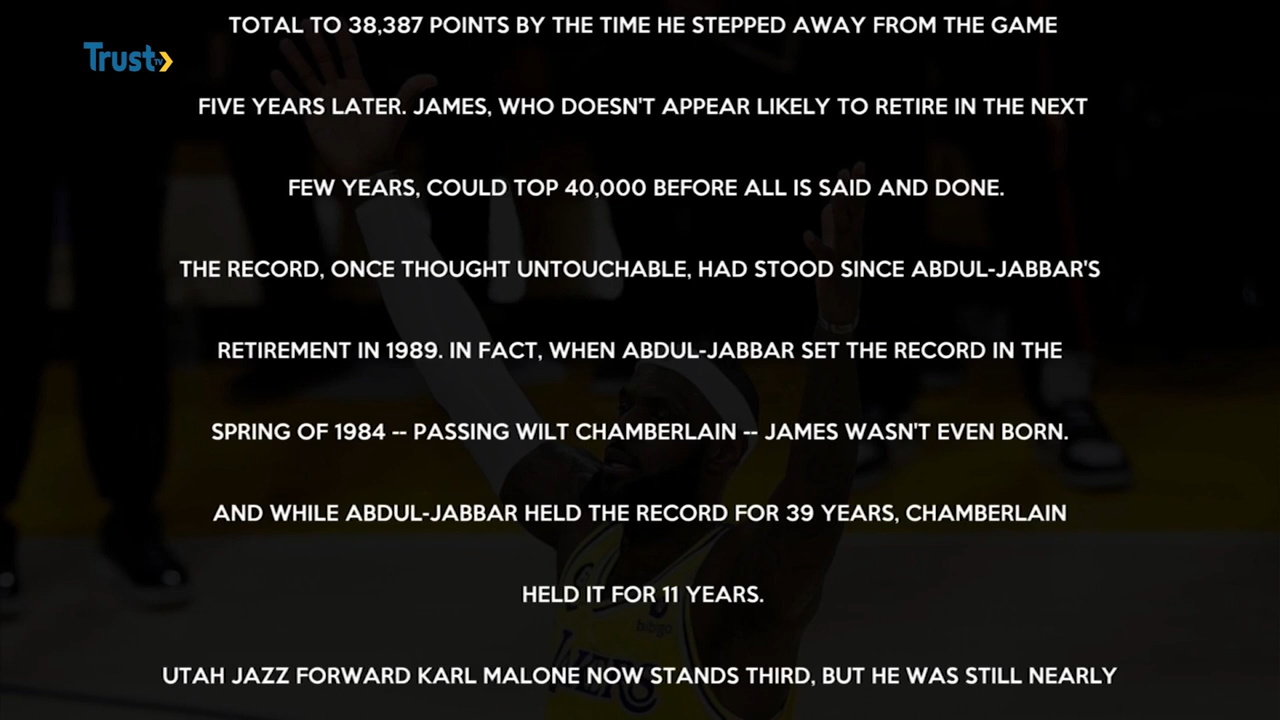 TOTAL TO 38,387 POINTS BY THE TIME HE STEPPED AWAY FROM THE GAME
Trust TV
FIVE YEARS LATER. JAMES, WHO DOESN'T APPEAR LIKELY TO RETIRE IN THE NEXT
FEW YEARS, COULD TOP 40,000 BEFORE ALL IS SAID AND DONE.
THE RECORD, ONCE THOUGHT UNTOUCHABLE, HAD STOOD SINCE ABDUL-JABBAR'S
RETIREMENT IN 1989. IN FACT, WHEN ABDUL-JABBAR SET THE RECORD IN THE
SPRING OF 1984 -- PASSING WILT CHAMBERLAIN -- JAMES WASN'T EVEN BORN.
AND WHILE ABDUL-JABBAR HELD THE RECORD FOR 39 YEARS, CHAMBERLAIN
HELD IT FOR 11 YEARS.
bibigo
LAKERS
UTAH JAZZ FORWARD KARL MALONE NOW STANDS THIRD, BUT HE WAS STILL NEARLY